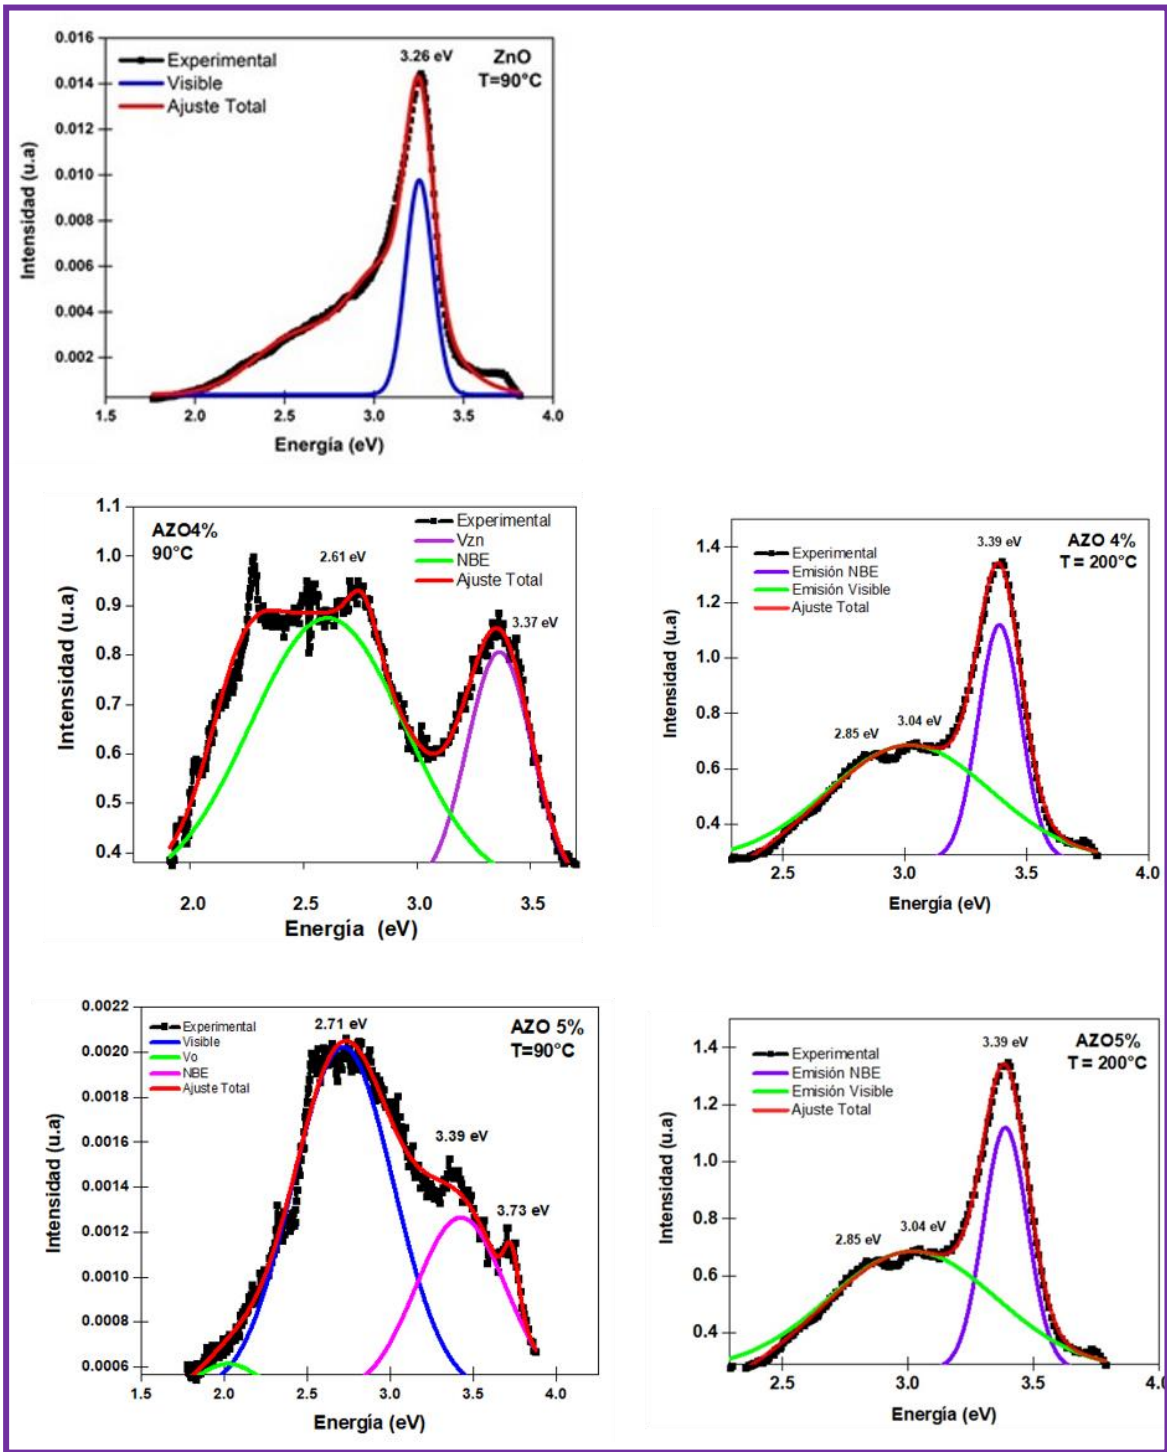 0.016
0.014
0.012
0.010
0.008
0.006
0.004
0.002
1.5 2.0 2.5 3.0 3.5 4.0
Intensidad (u.a)
Energía (eV)
Experimental
Visible
Ajuste Total
3.26 eV
ZnO
T=90°C
1.1
1.0
0.9
0.8
0.7
0.6
0.5
0.4
2.0 2.5 3.0 3.5
Intensidad (u.a)
Energía (eV)
AZO4%
90°C
Experimental
Vzn
NBE
Ajuste Total
2.61 eV
3.37 eV
1.4
1.2
1.0
0.8
0.6
0.4
2.5 3.0 3.5 4.0
Intensidad (u.a)
Energía (eV)
Experimental
Emisión NBE
Emisión Visible
Ajuste Total
3.39 eV
AZO 4%
T = 200°C
2.85 eV
3.04 eV
0.0022
0.0020
0.0018
0.0016
0.0014
0.0012
0.0010
0.0008
0.0006
1.5 2.0 2.5 3.0 3.5 4.0
Intensidad (u.a)
Energía (eV)
Experimental
Visible
Vo
NBE
Ajuste Total
2.71 eV
AZO 5%
T=90°C
3.39 eV
3.73 eV
1.4
1.2
1.0
0.8
0.6
0.4
2.5 3.0 3.5 4.0
Intensidad (u.a)
Energía (eV)
Experimental
Emisión NBE
Emisión Visible
Ajuste Total
3.39 eV
AZO5%
T = 200°C
2.85 eV
3.04 eV